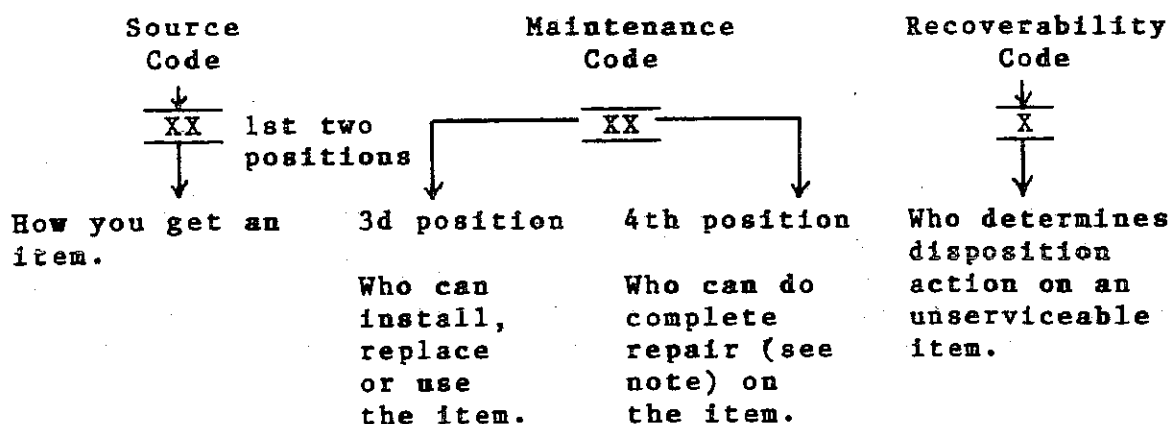 Source
Code
XX 1st two
positions
How you get an
item.
Maintenance
Code
XX
3d position
Who can
install,
replace
or use
the item.
4th position
Who can do
complete
repair (see
note) on
the item.
Recoverability
Code
X
Who determines
disposition
action on an
unserviceable
item.